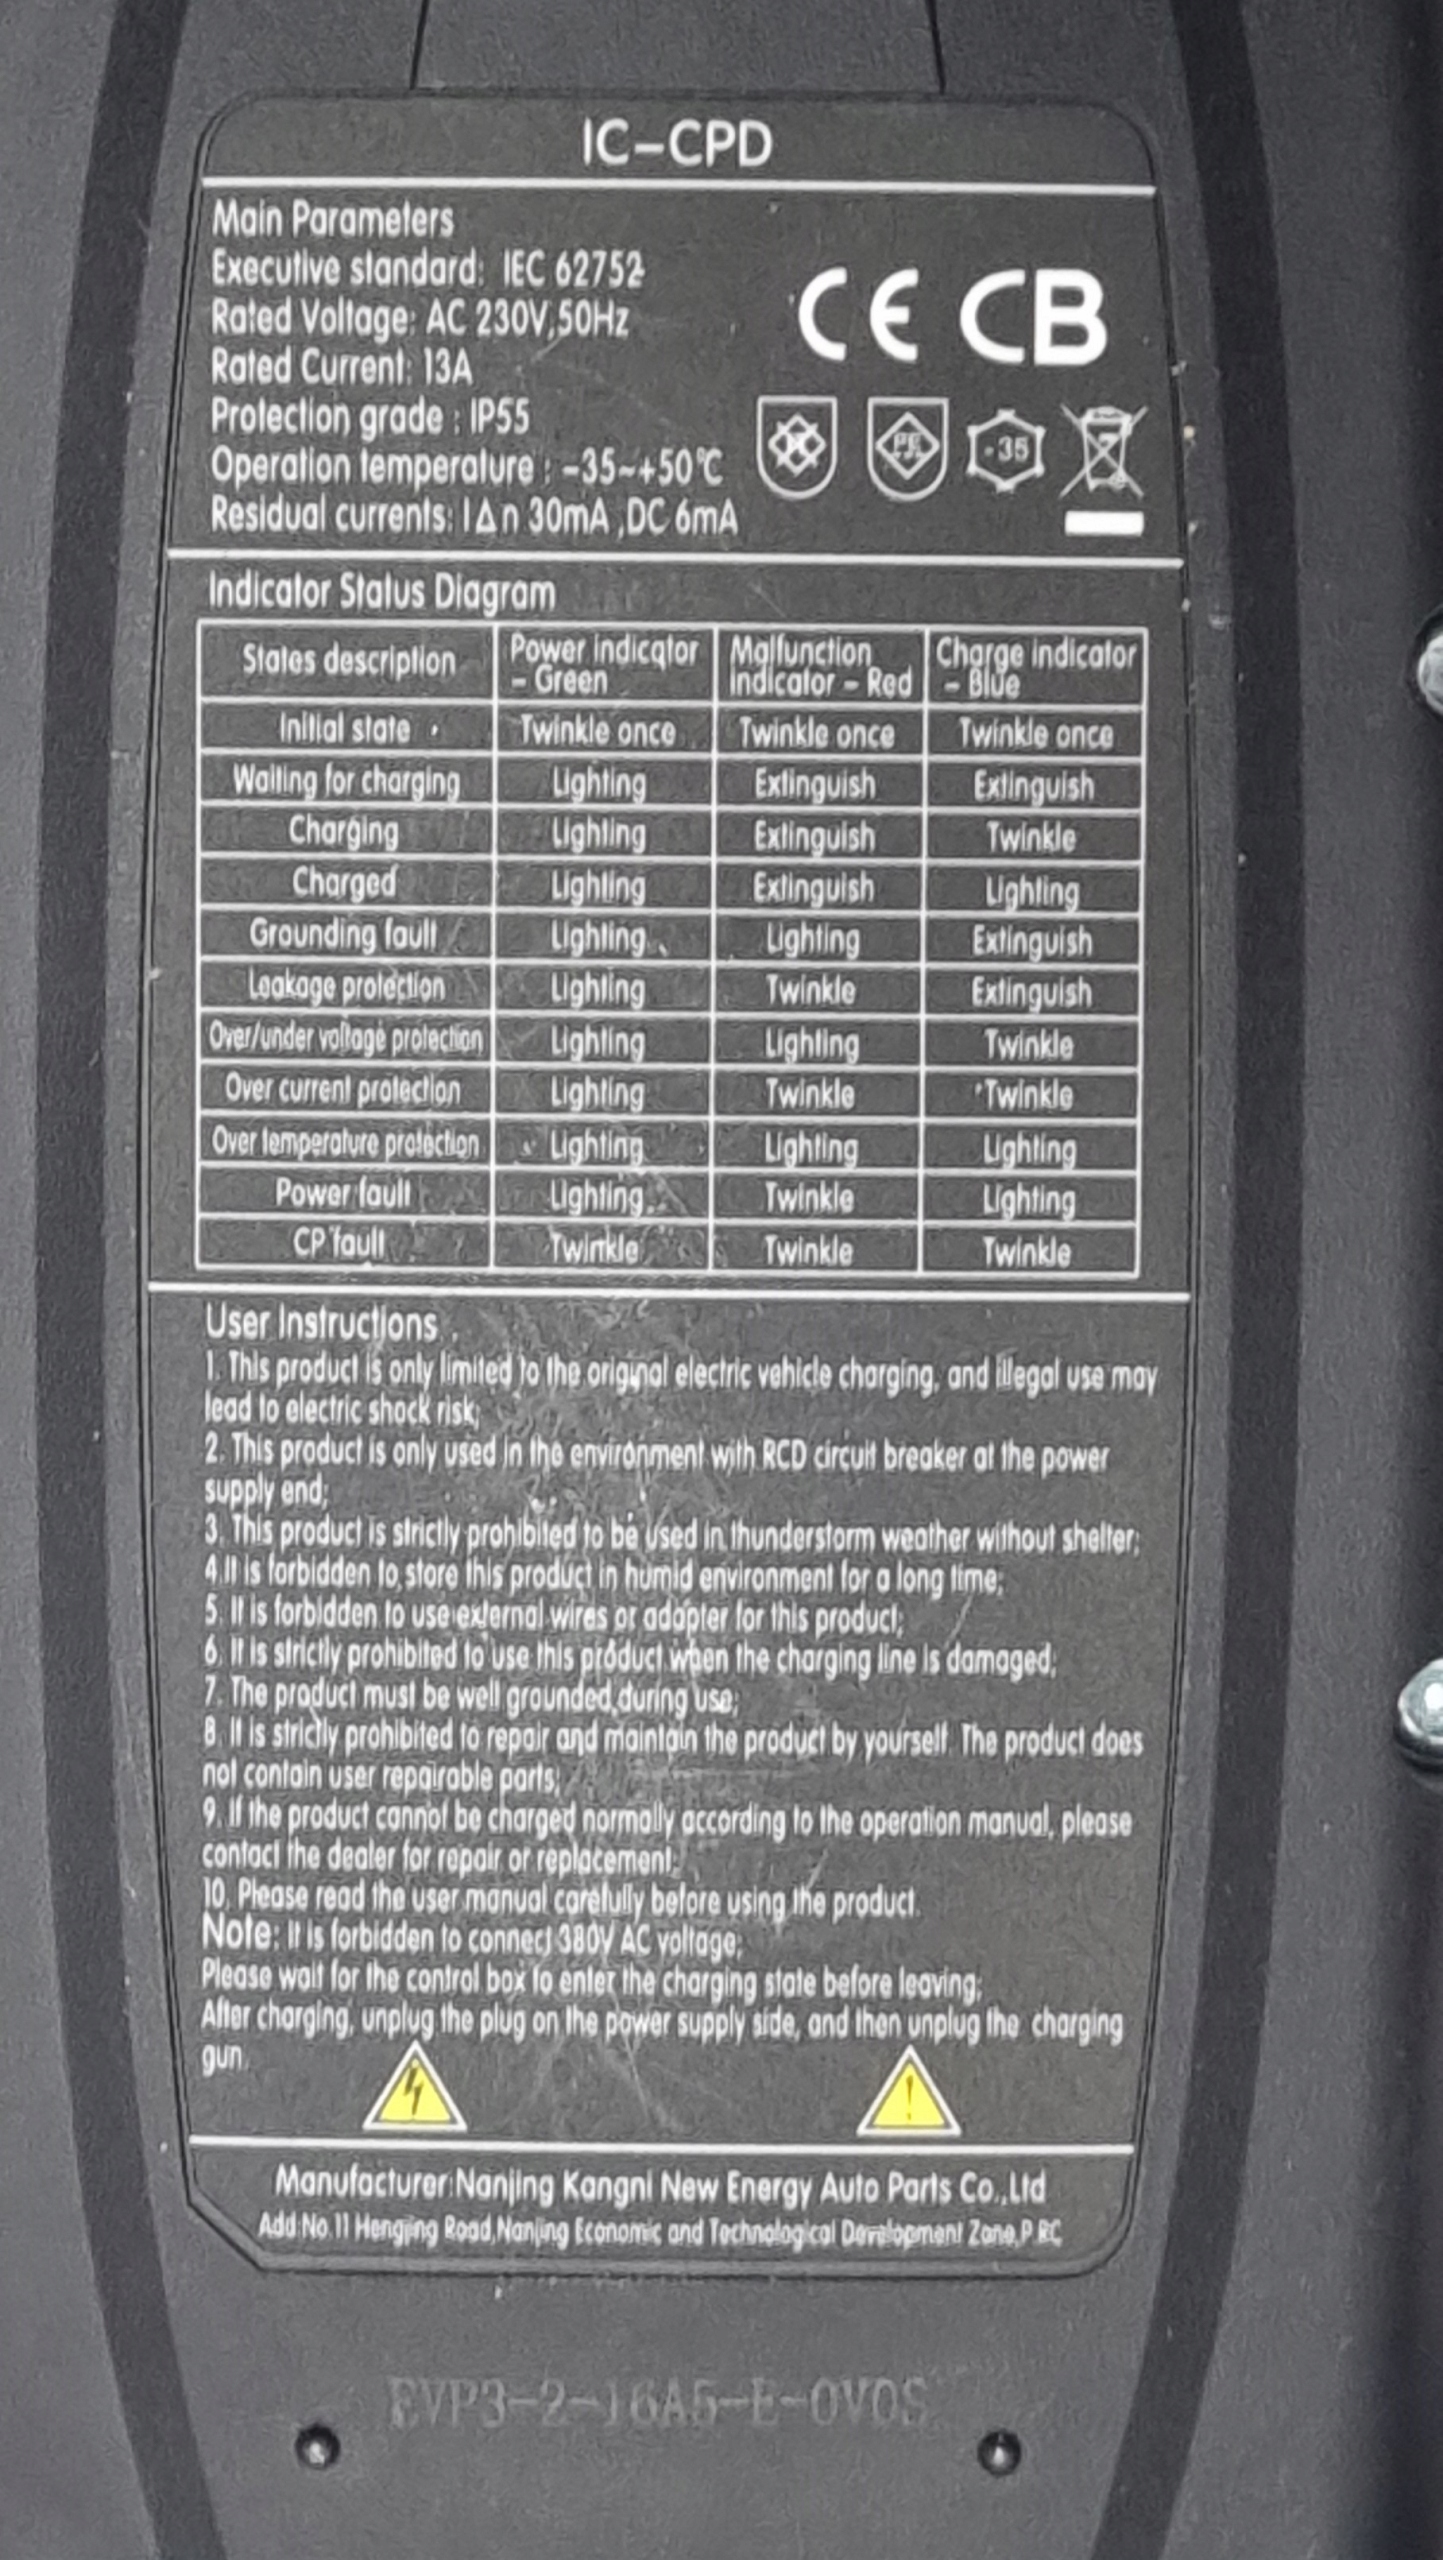 IC-CPD
Main Parameters
Executive standard: IEC 62752
Rated Voltage: AC 230V,50Hz
Rated Current: 13A
Protection grade : IP55
Operation temperature : -35~+50℃
Residual currents: IΔn 30mA ,DC 6mA
CE CB
-35
Indicator Status Diagram
States description Power indicator - Green Malfunction indicator - Red Charge indicator - Blue
Initial state Twinkle once Twinkle once Twinkle once
Waiting for charging Lighting Extinguish Extinguish
Charging Lighting Extinguish Twinkle
Charged Lighting Extinguish Lighting
Grounding fault Lighting Lighting Extinguish
Leakage protection Lighting Twinkle Extinguish
Over/under voltage protection Lighting Lighting Twinkle
Over current protection Lighting Twinkle Twinkle
Over temperature protection Lighting Lighting Lighting
Power fault Lighting Twinkle Lighting
CP fault Twinkle Twinkle Twinkle
User Instructions
1. This product is only limited to the original electric vehicle charging, and illegal use may
lead to electric shock risk;
2. This product is only used in the environment with RCD circuit breaker at the power
supply end;
3. This product is strictly prohibited to be used in thunderstorm weather without shelter;
4.It is forbidden to store this product in humid environment for a long time;
5. It is forbidden to use external wires or adapter for this product;
6. It is strictly prohibited to use this product when the charging line is damaged;
7. The product must be well grounded during use;
8. It is strictly prohibited to repair and maintain the product by yourself. The product does
not contain user repairable parts;
9. If the product cannot be charged normally according to the operation manual, please
contact the dealer for repair or replacement;
10. Please read the user manual carefully before using the product.
Note: It is forbidden to connect 380V AC voltage;
Please wait for the control box to enter the charging state before leaving;
After charging, unplug the plug on the power supply side, and then unplug the charging
gun.
Manufacturer:Nanjing Kangni New Energy Auto Parts Co.,Ltd
Add:No.11 Hengjing Road,Nanjing Economic and Technological Development Zone,P.R.C
EVP3-2-16A5-E-0V0S